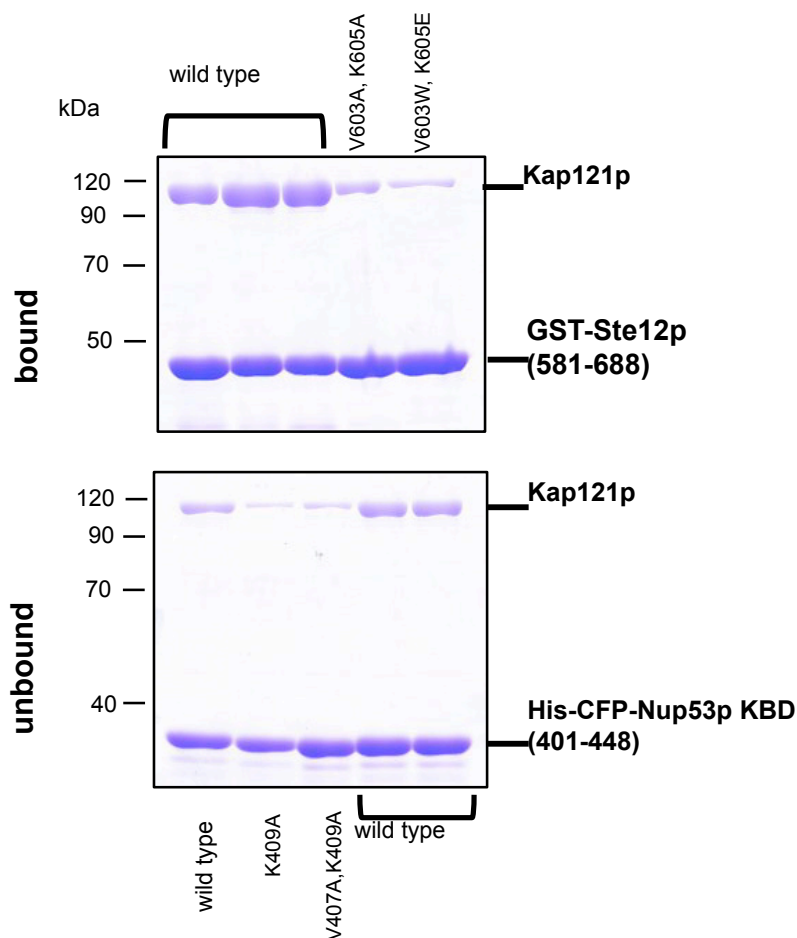 wild type
V603A, K605A
V603W, K605E
kDa
120
90
70
50
Kap121p
GST-Ste12p
(581-688)
bound
120
90
70
40
Kap121p
His-CFP-Nup53p KBD
(401-448)
unbound
wild type
K409A
V407A,K409A
wild type